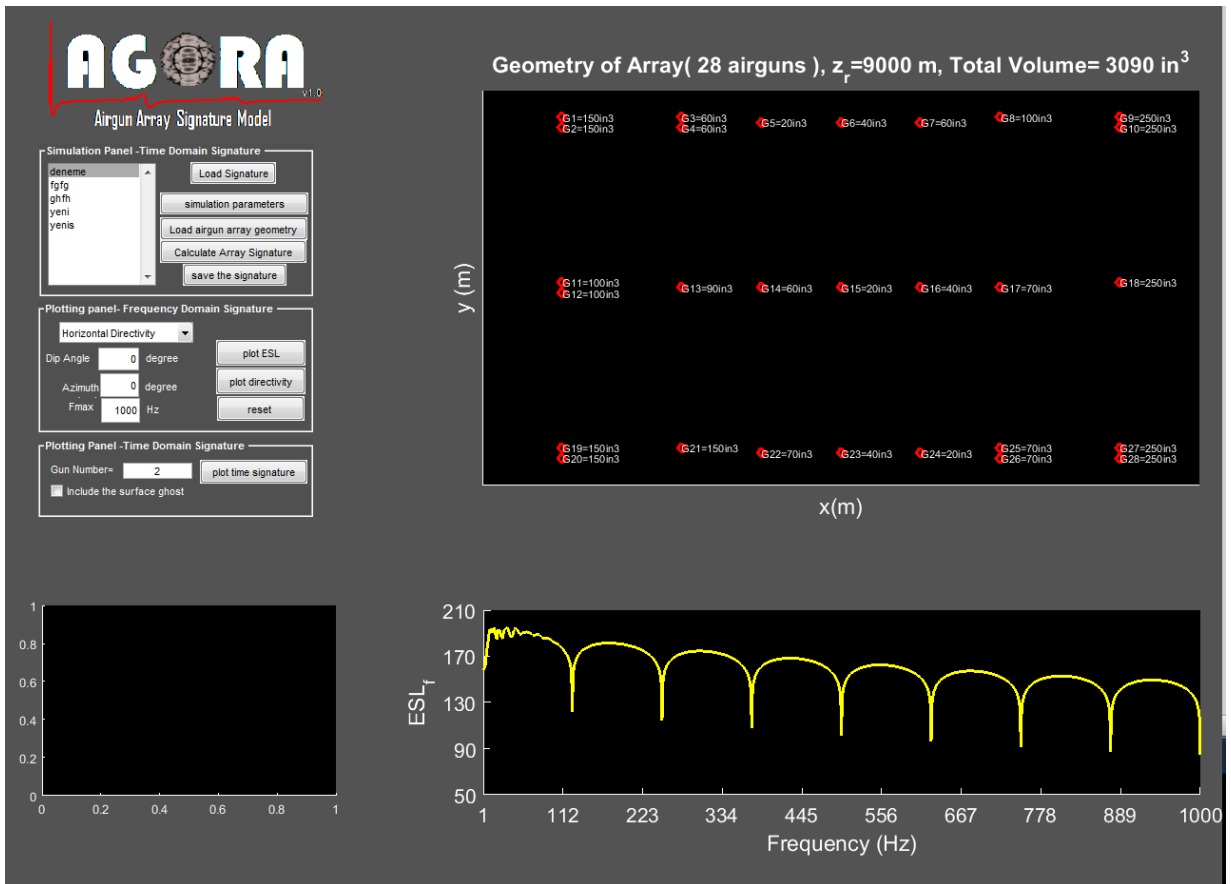 AGORA
v1.0
Airgun Array Signature Model
Simulation Panel -Time Domain Signature
deneme
fgfg
ghfh
yeni
yenis
Load Signature
simulation parameters
Load airgun array geometry
Calculate Array Signature
save the signature
Plotting panel- Frequency Domain Signature
Horizontal Directivity
Dip Angle 0 degree
Azimuth 0 degree
Fmax 1000 Hz
plot ESL
plot directivity
reset
Plotting Panel -Time Domain Signature
Gun Number= 2 plot time signature
Include the surface ghost
Geometry of Array( 28 airguns ), zr=9000 m, Total Volume= 3090 in3
G1=150in3 G3=60in3 G5=20in3 G6=40in3 G7=60in3 G8=100in3 G9=250in3
G2=150in3 G4=60in3 G10=250in3
G11=100in3 G13=90in3 G14=60in3 G15=20in3 G16=40in3 G17=70in3 G18=250in3
G12=100in3
G19=150in3 G21=150in3 G22=70in3 G23=40in3 G24=20in3 G25=70in3 G27=250in3
G20=150in3 G26=70in3 G28=250in3
y (m)
x(m)
1
0.8
0.6
0.4
0.2
0
0 0.2 0.4 0.6 0.8 1
210
170
130
90
50
ESLf
1 112 223 334 445 556 667 778 889 1000
Frequency (Hz)